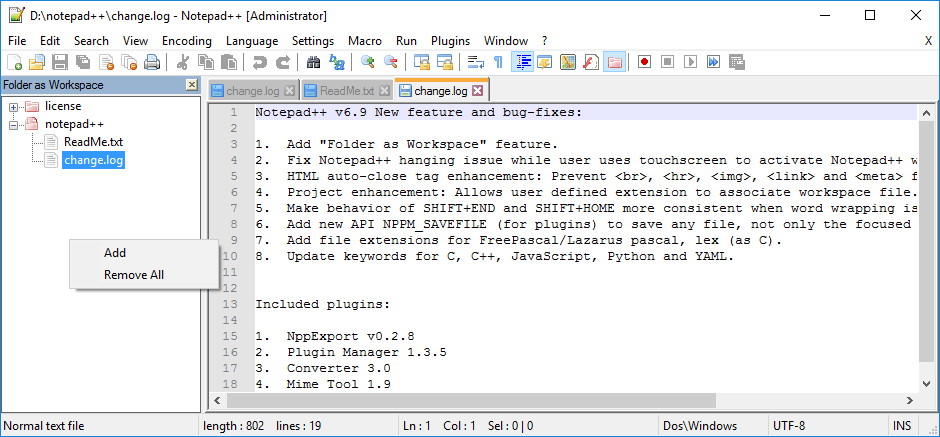 D:\notepad++\change.log - Notepad++ [Administrator]
File Edit Search View Encoding Language Settings Macro Run Plugins Window ? X
Folder as Workspace
license
notepad++
ReadMe.txt
change.log
Add
Remove All
change.log ReadMe.txt change.log
1 Notepad++ v6.9 New feature and bug-fixes:
2
3 1. Add "Folder as Workspace" feature.
4 2. Fix Notepad++ hanging issue while user uses touchscreen to activate Notepad++ w
5 3. HTML auto-close tag enhancement: Prevent <br>, <hr>, <img>, <link> and <meta> f
6 4. Project enhancement: Allows user defined extension to associate workspace file.
7 5. Make behavior of SHIFT+END and SHIFT+HOME more consistent when word wrapping is
8 6. Add new API NPPM_SAVEFILE (for plugins) to save any file, not only the focused
9 7. Add file extensions for FreePascal/Lazarus pascal, lex (as C).
10 8. Update keywords for C, C++, JavaScript, Python and YAML.
11
12
13 Included plugins:
14
15 1. NppExport v0.2.8
16 2. Plugin Manager 1.3.5
17 3. Converter 3.0
18 4. Mime Tool 1.9
Normal text file length : 802 lines : 19 Ln : 1 Col : 1 Sel : 0 | 0 Dos\Windows UTF-8 INS